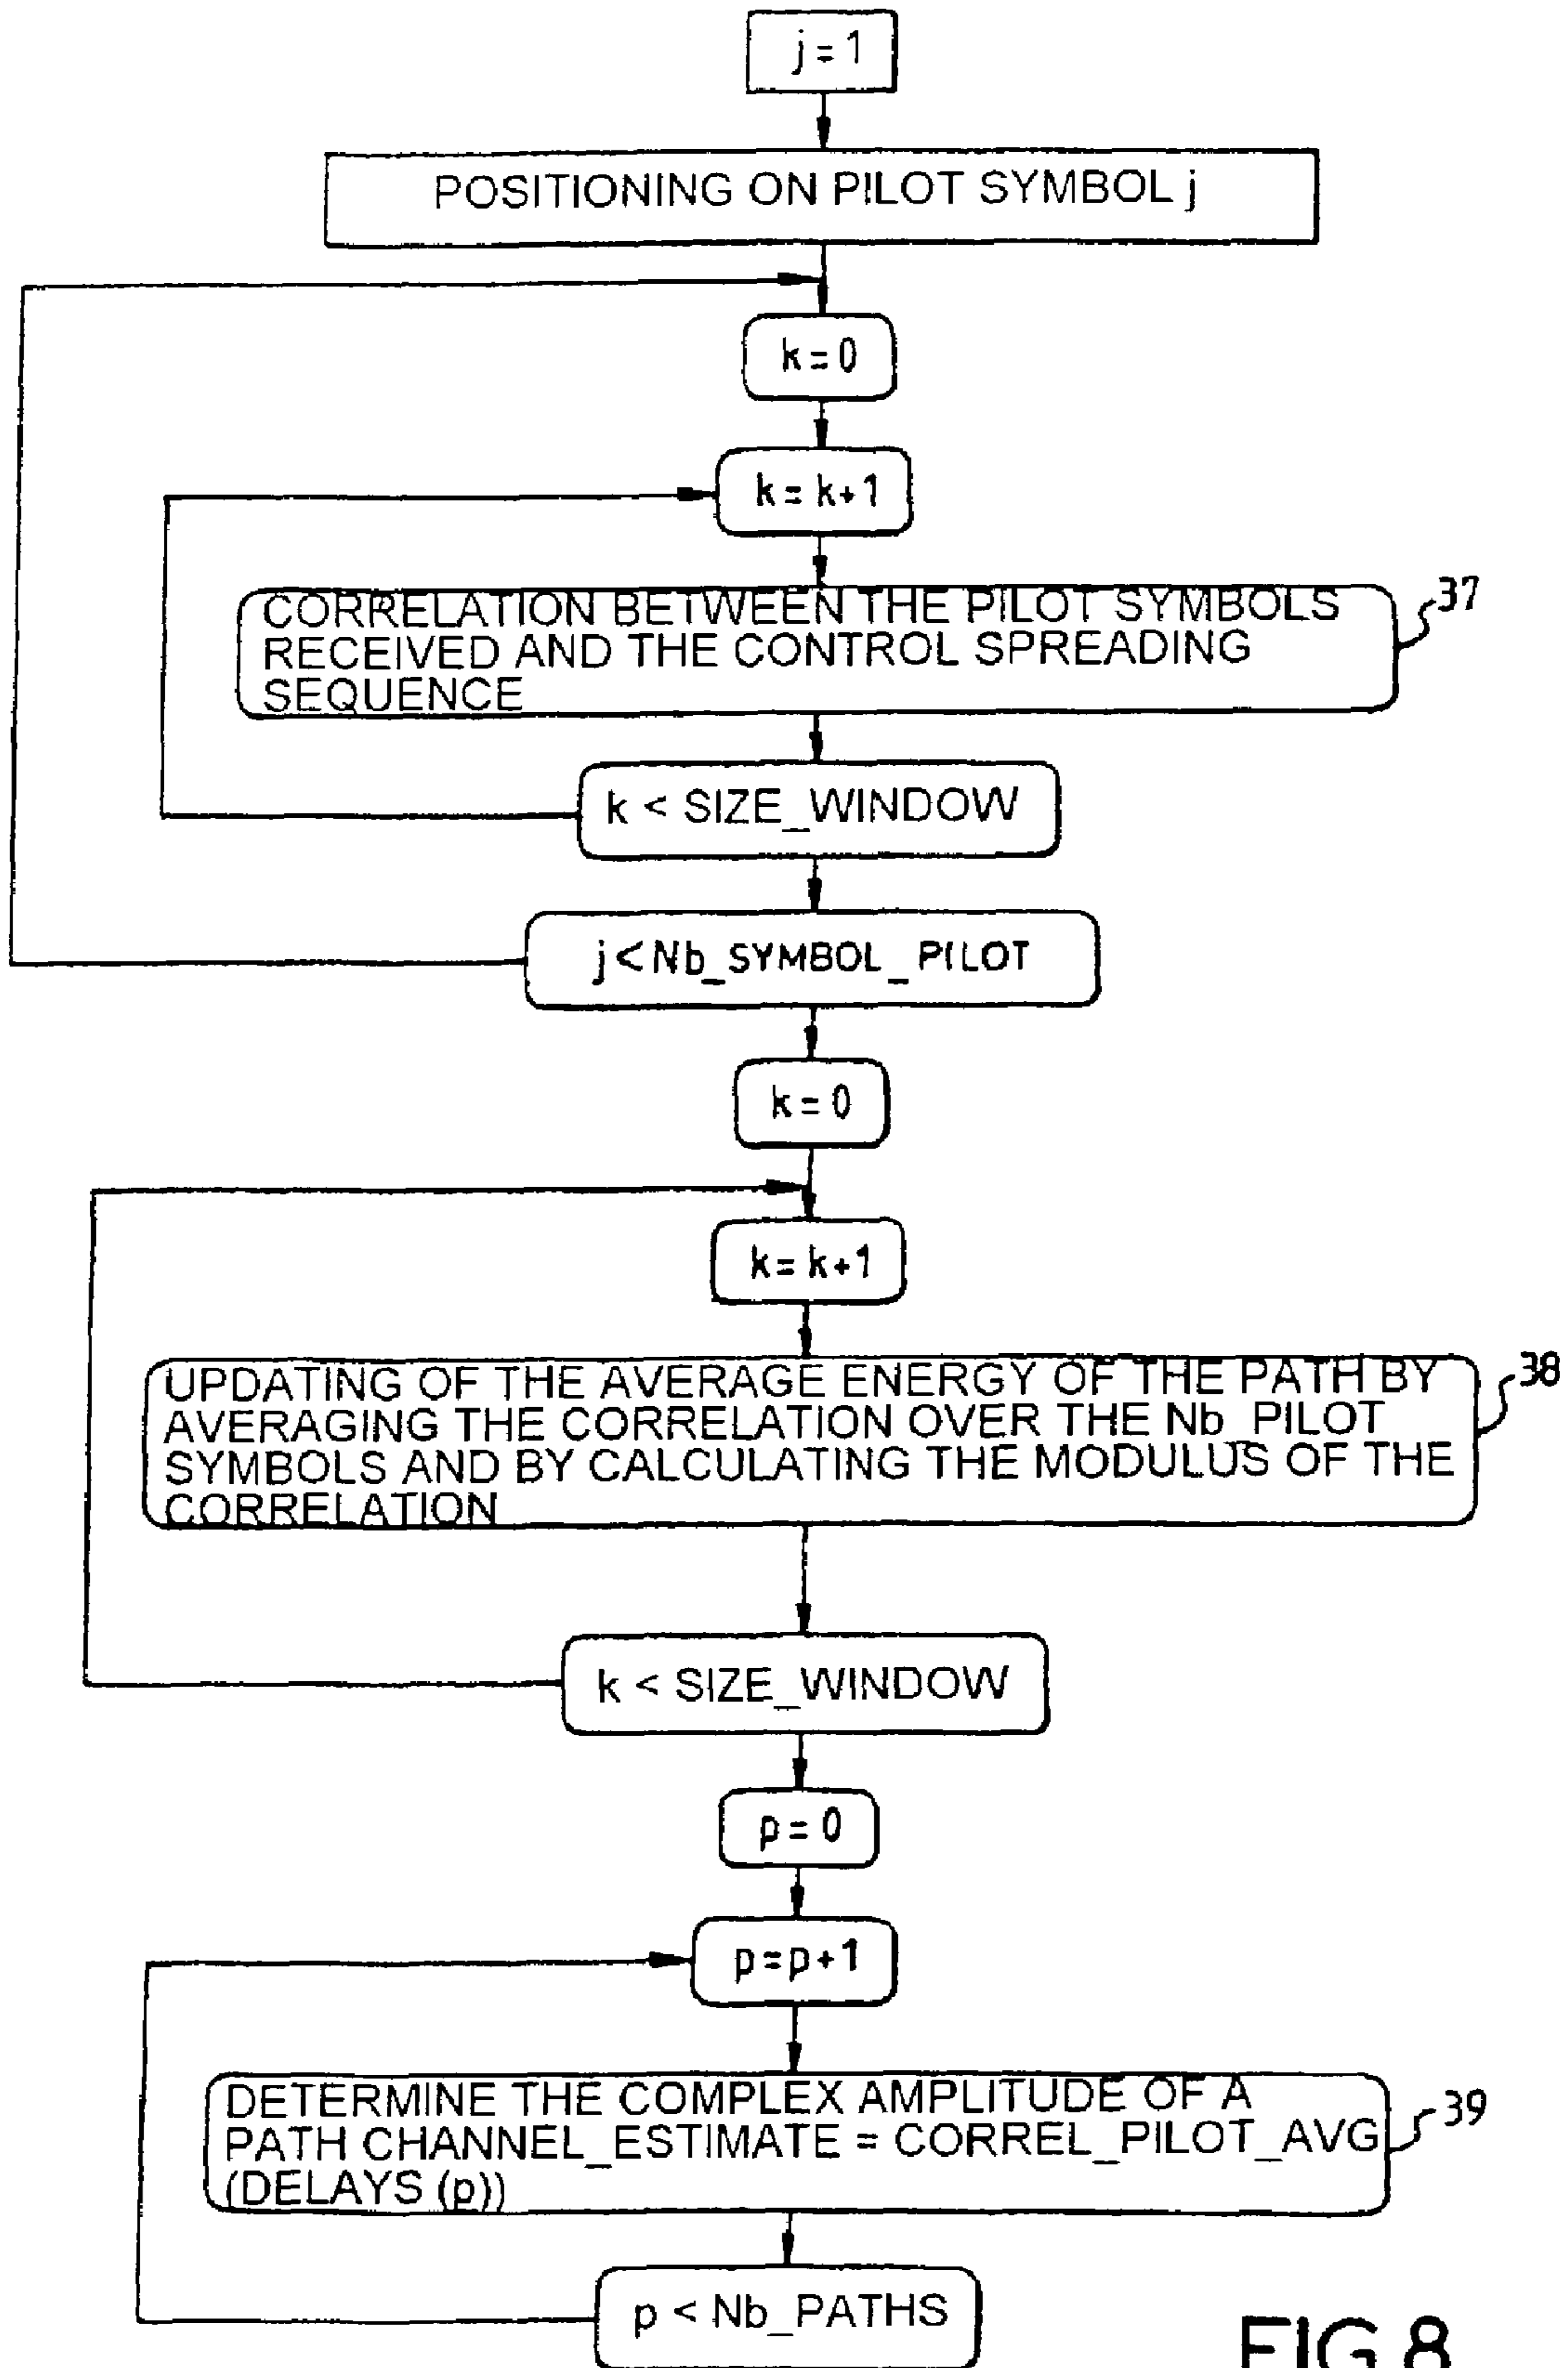 j = 1
POSITIONING ON PILOT SYMBOL j
k = 0
k = k+1
CORRELATION BETWEEN THE PILOT SYMBOLS
RECEIVED AND THE CONTROL SPREADING
SEQUENCE
37
k < SIZE_WINDOW
j < Nb_SYMBOL_PILOT
k = 0
k = k+1
UPDATING OF THE AVERAGE ENERGY OF THE PATH BY
AVERAGING THE CORRELATION OVER THE Nb_PILOT
SYMBOLS AND BY CALCULATING THE MODULUS OF THE
CORRELATION
38
k < SIZE_WINDOW
p = 0
p = p+1
DETERMINE THE COMPLEX AMPLITUDE OF A
PATH CHANNEL_ESTIMATE = CORREL_PILOT_AVG
(DELAYS (p))
39
p < Nb_PATHS
FIG.8